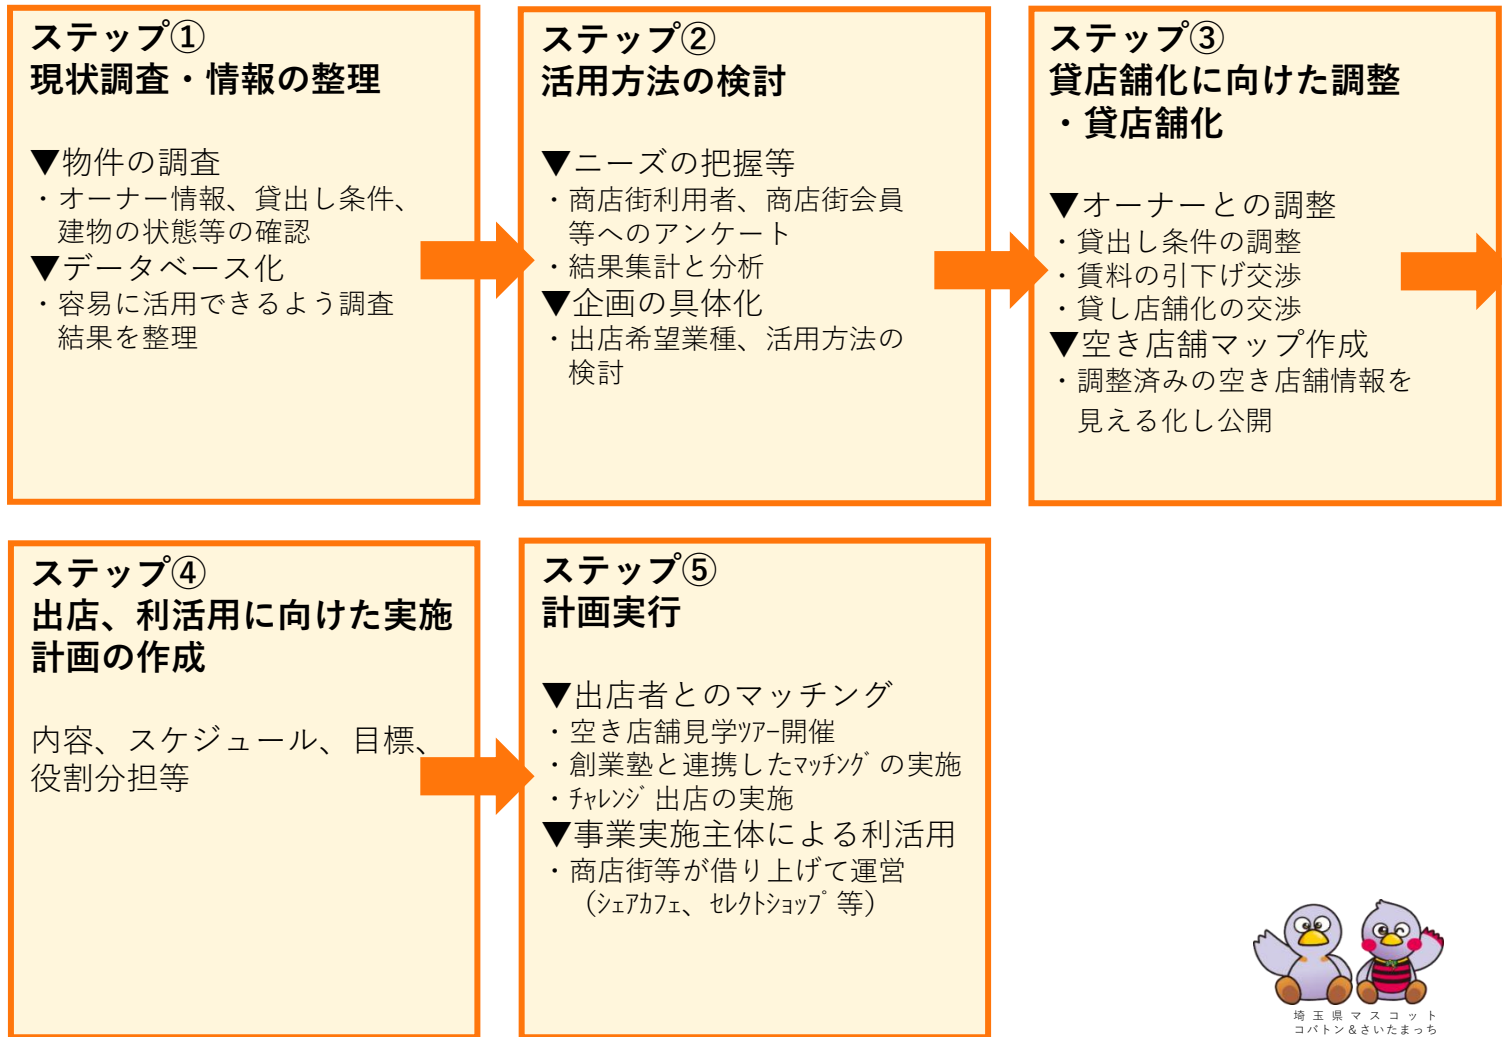 ステップ①
現状調査・情報の整理
▼物件の調査
・オーナー情報、貸出し条件、
建物の状態等の確認
▼データベース化
・容易に活用できるよう調査
結果を整理
ステップ②
活用方法の検討
▼ニーズの把握等
・商店街利用者、商店街会員
等へのアンケート
・結果集計と分析
▼企画の具体化
・出店希望業種、活用方法の
検討
ステップ③
貸店舗化に向けた調整
・貸店舗化
▼オーナーとの調整
・貸出し条件の調整
・賃料の引下げ交渉
・貸し店舗化の交渉
▼空き店舗マップ作成
・調整済みの空き店舗情報を
見える化し公開
ステップ④
出店、利活用に向けた実施
計画の作成
内容、スケジュール、目標、
役割分担等
ステップ⑤
計画実行
▼出店者とのマッチング
・空き店舗見学ﾂｱｰ開催
・創業塾と連携したﾏｯﾁﾝｸﾞの実施
・ﾁｬﾚﾝｼﾞ出店の実施
▼事業実施主体による利活用
・商店街等が借り上げて運営
（ｼｪｱｶﾌｪ、ｾﾚｸﾄｼｮｯﾌﾟ等）
埼玉県マスコット
コバトン＆さいたまっち